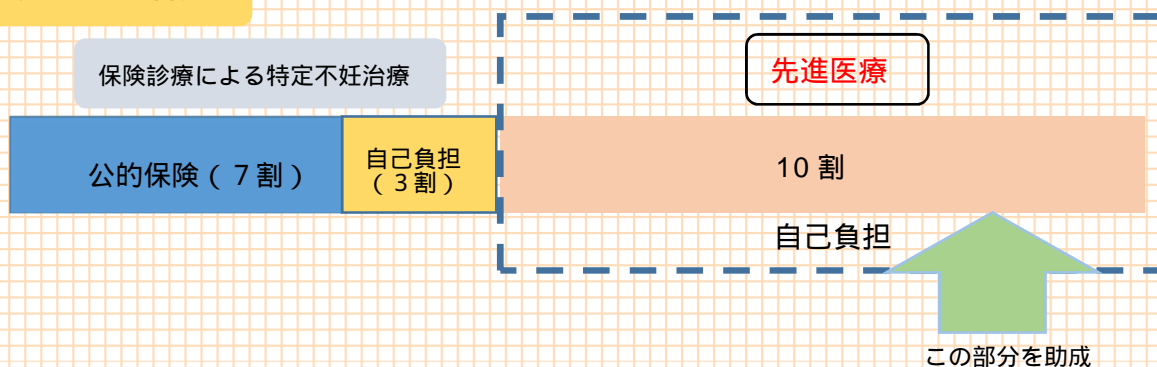 保険診療による特定不妊治療
先進医療
公的保険（７割）
自己負担
（３割）
10 割
自己負担
この部分を助成